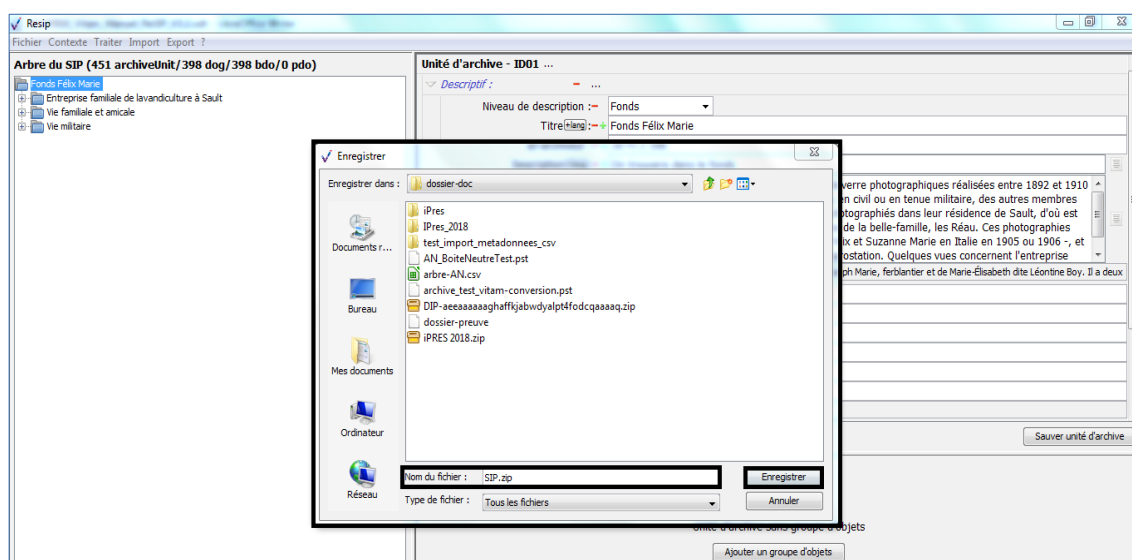 Resip
Fichier Contexte Traiter Import Export ?
Arbre du SIP (451 archiveUnit/398 dog/398 bdo/0 pdo)
Fonds Félix Marie
Entreprise familiale de lavandiculture à Sault
Vie familiale et amicale
Vie militaire
Unité d'archive - ID01 ...
Descriptif : – ...
Niveau de description :– Fonds
Titre +lang :–+ Fonds Félix Marie
verre photographiques réalisées entre 1892 et 1910
en civil ou en tenue militaire, des autres membres
otographiés dans leur résidence de Sault, d'où est
de la belle-famille, les Réau. Ces photographies
ix et Suzanne Marie en Italie en 1905 ou 1906 -, et
rostation. Quelques vues concernent l'entreprise
ph Marie, ferblantier et de Marie-Élisabeth dite Léontine Boy. Il a deux
Sauver unité d'archive
objets
Ajouter un groupe d'objets
Enregistrer
Enregistrer dans : dossier-doc
Documents r...
Bureau
Mes documents
Ordinateur
Réseau
iPres
IPres_2018
test_import_metadonnees_csv
AN_BoiteNeutreTest.pst
arbre-AN.csv
archive_test_vitam-conversion.pst
DIP-aeeaaaaaaghaffkjabwdyalpt4fodcqaaaaq.zip
dossier-preuve
iPRES 2018.zip
Nom du fichier : SIP.zip Enregistrer
Type de fichier : Tous les fichiers Annuler